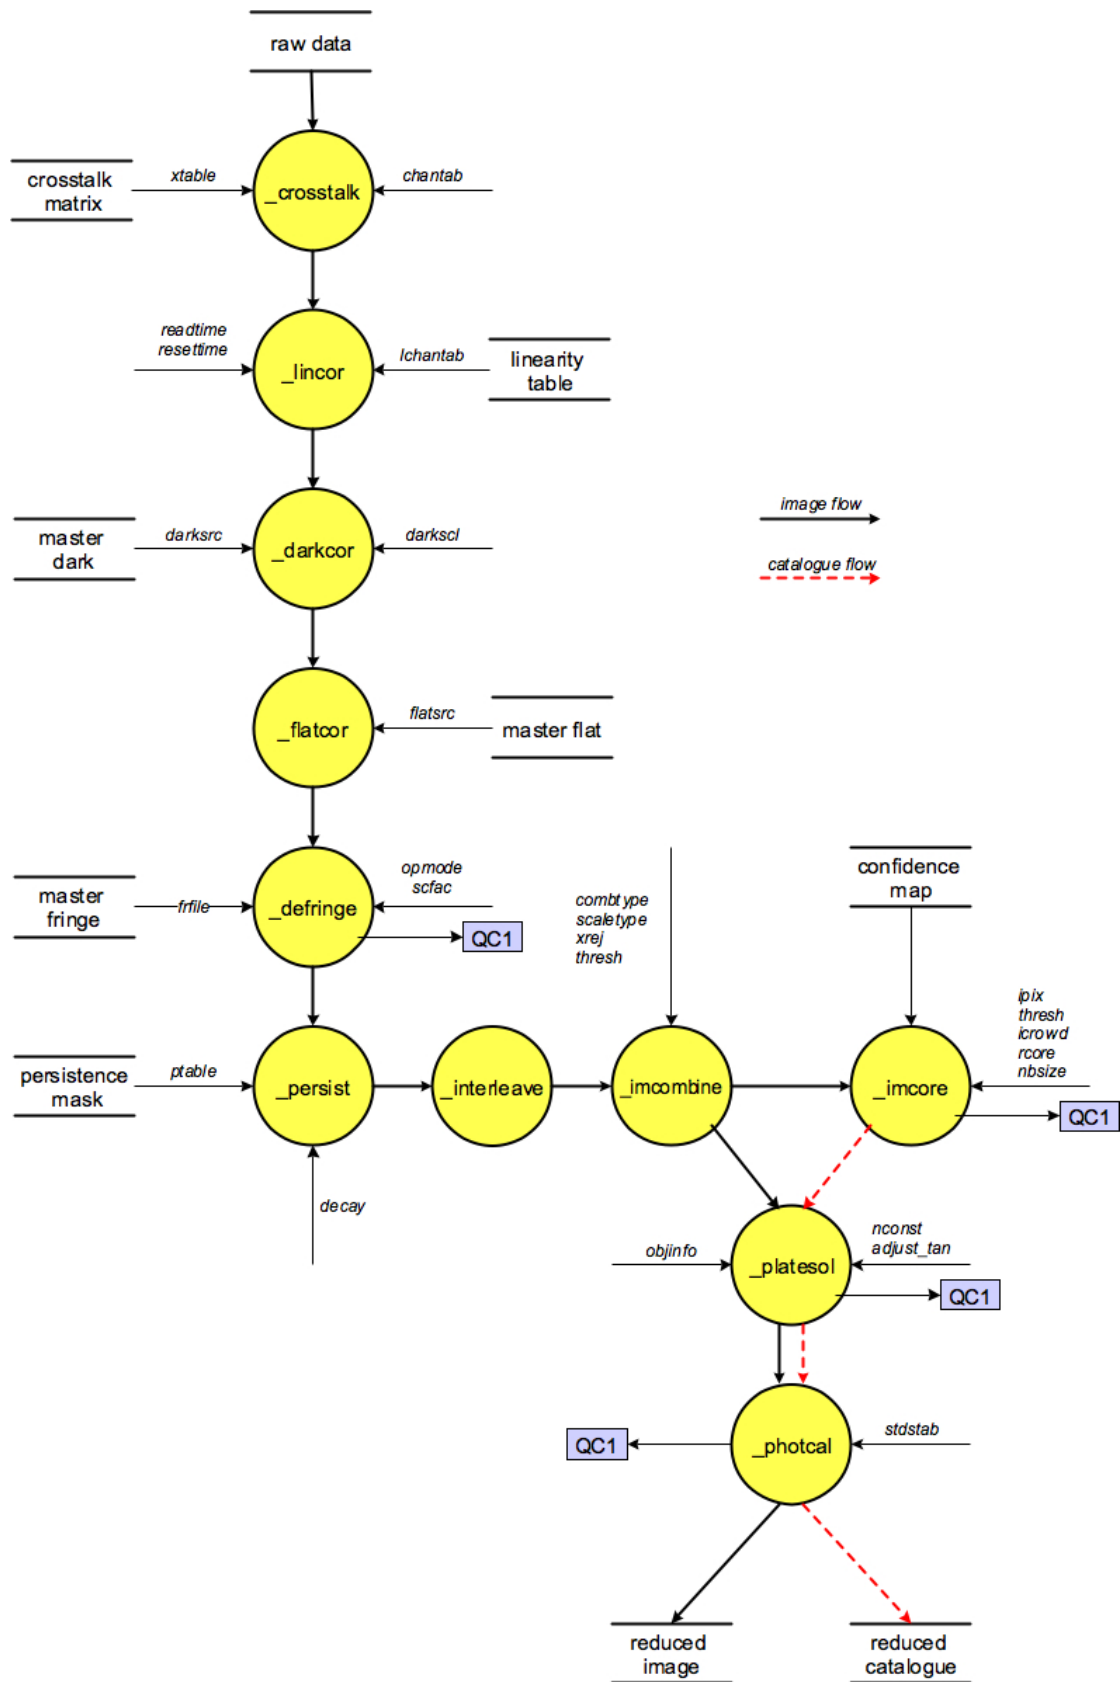 raw data
crosstalk
matrix
xtable
_crosstalk
chantab
readtime
resettime
_lincor
lchantab
linearity
table
master
dark
darksrc
_darkcor
darkscl
image flow
catalogue flow
_flatcor
flatsrc
master flat
master
fringe
frfile
_defringe
opmode
scfac
QC1
combtype
scaletype
xrej
thresh
confidence
map
persistence
mask
ptable
_persist
_interleave
_imcombine
_imcore
ipix
thresh
icrowd
rcore
nbsize
QC1
decay
objinfo
_platesol
nconst
adjust_tan
QC1
QC1
_photcal
stdstab
reduced
image
reduced
catalogue